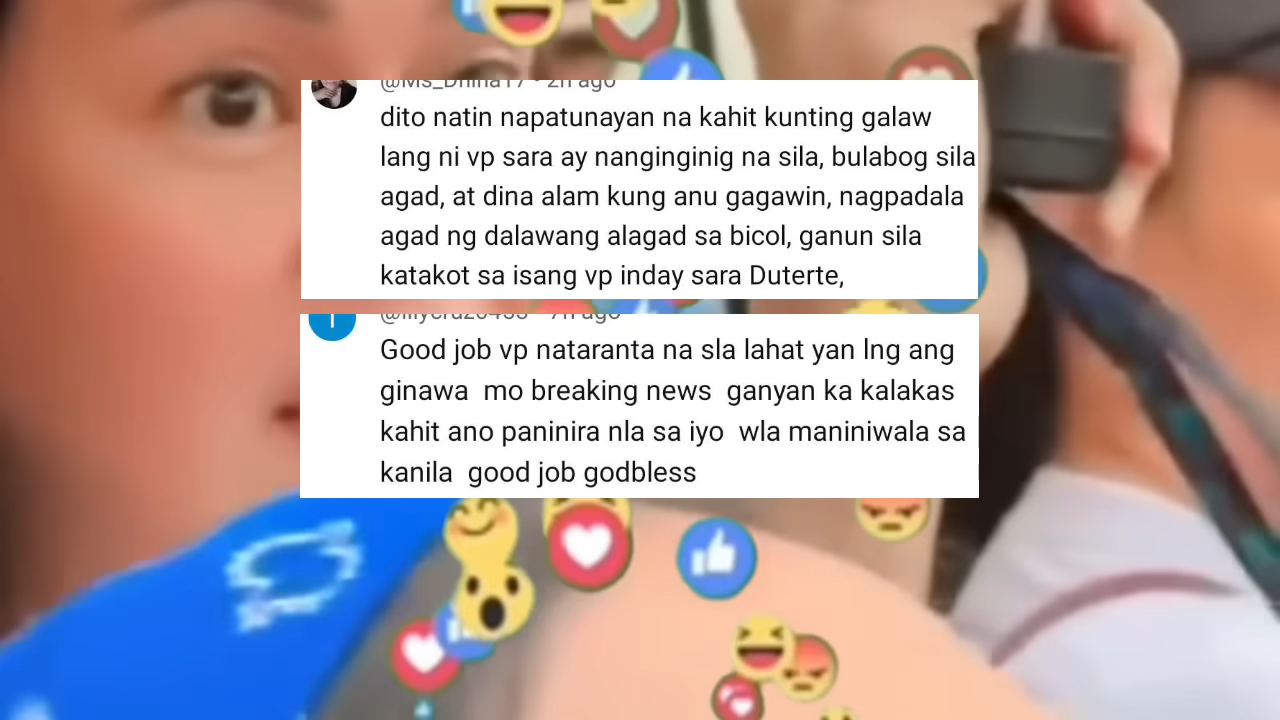 dito natin napatunayan na kahit kunting galaw
lang ni vp sara ay nanginginig na sila, bulabog sila
agad, at dina alam kung anu gagawin, nagpadala
agad ng dalawang alagad sa bicol, ganun sila
katakot sa isang vp inday sara Duterte,
Good job vp nataranta na sla lahat yan lng ang
ginawa mo breaking news ganyan ka kalakas
kahit ano paninira nla sa iyo wla maniniwala sa
kanila good job godbless